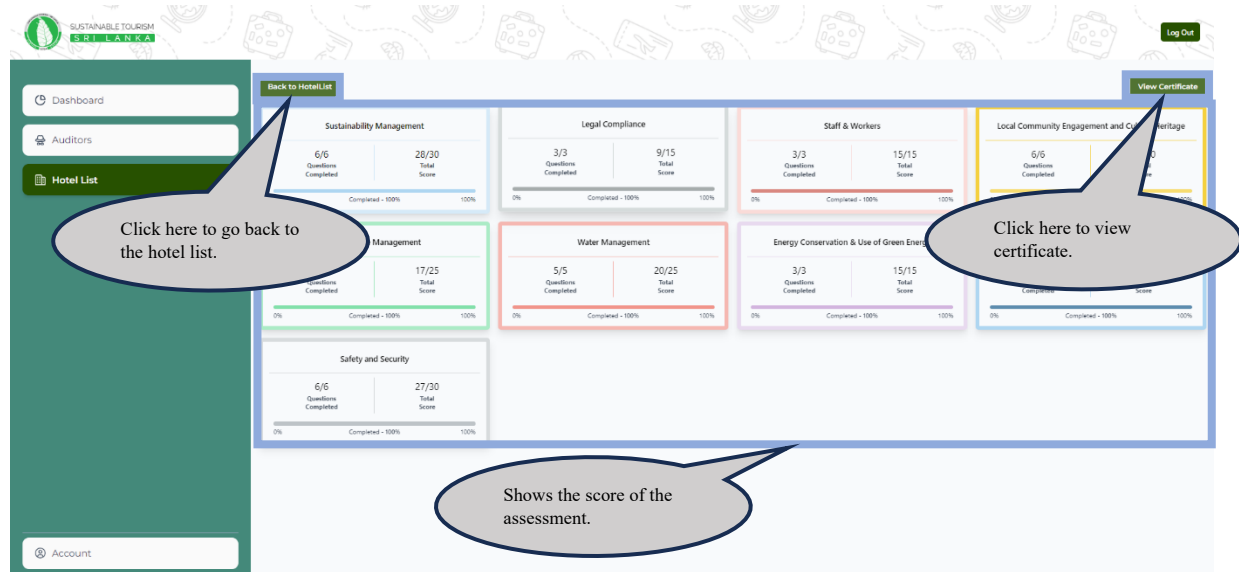 SUSTAINABLE TOURISM
SRI LANKA
Log Out
Dashboard
Auditors
Hotel List
Account
Back to HotelList
View Certificate
Sustainability Management
6/6
Questions
Completed
28/30
Total
Score
Completed - 100%
100%
Legal Compliance
3/3
Questions
Completed
9/15
Total
Score
0%
Completed - 100%
100%
Staff & Workers
3/3
Questions
Completed
15/15
Total
Score
0%
Completed - 100%
100%
Local Community Engagement and
6/6
Questions
Completed
Management
17/25
Questions
Completed
Total
Score
0%
Completed - 100%
100%
Water Management
5/5
Questions
Completed
20/25
Total
Score
0%
Completed - 100%
100%
Energy Conservation & Use of Green
3/3
Questions
Completed
15/15
Total
Score
0%
Completed - 100%
100%
Completed
Score
0%
Completed - 100%
100%
Safety and Security
6/6
Questions
Completed
27/30
Total
Score
0%
Completed - 100%
100%
Click here to go back to
the hotel list.
Click here to view
certificate.
Shows the score of the
assessment.